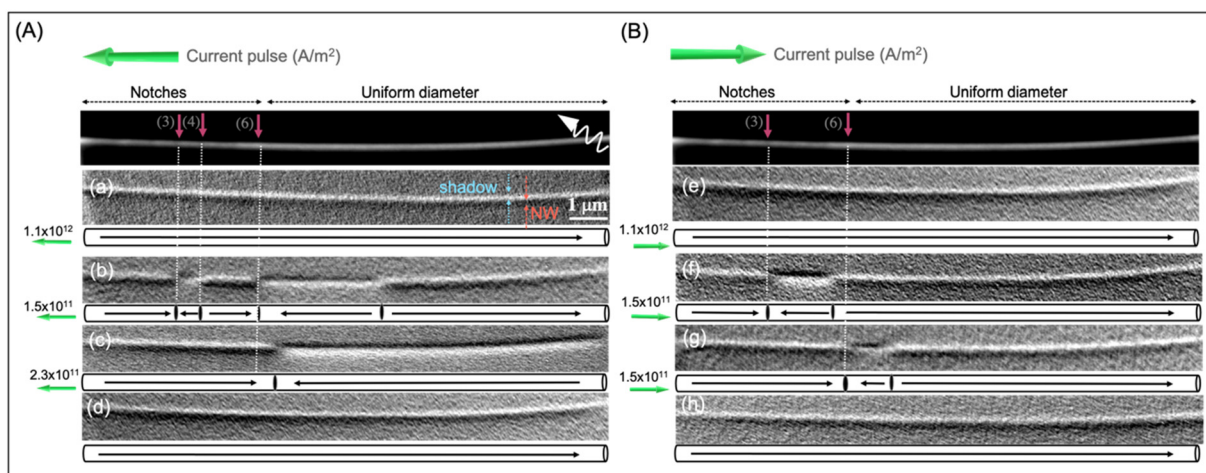 (A)
Current pulse (A/m²)
Notches
Uniform diameter
(3)
(4)
(6)
(a)
shadow
NW
1 μm
1.1x10¹²
(b)
1.5x10¹¹
(c)
2.3x10¹¹
(d)
(B)
Current pulse (A/m²)
Notches
Uniform diameter
(3)
(6)
(e)
1.1x10¹²
(f)
1.5x10¹¹
(g)
1.5x10¹¹
(h)